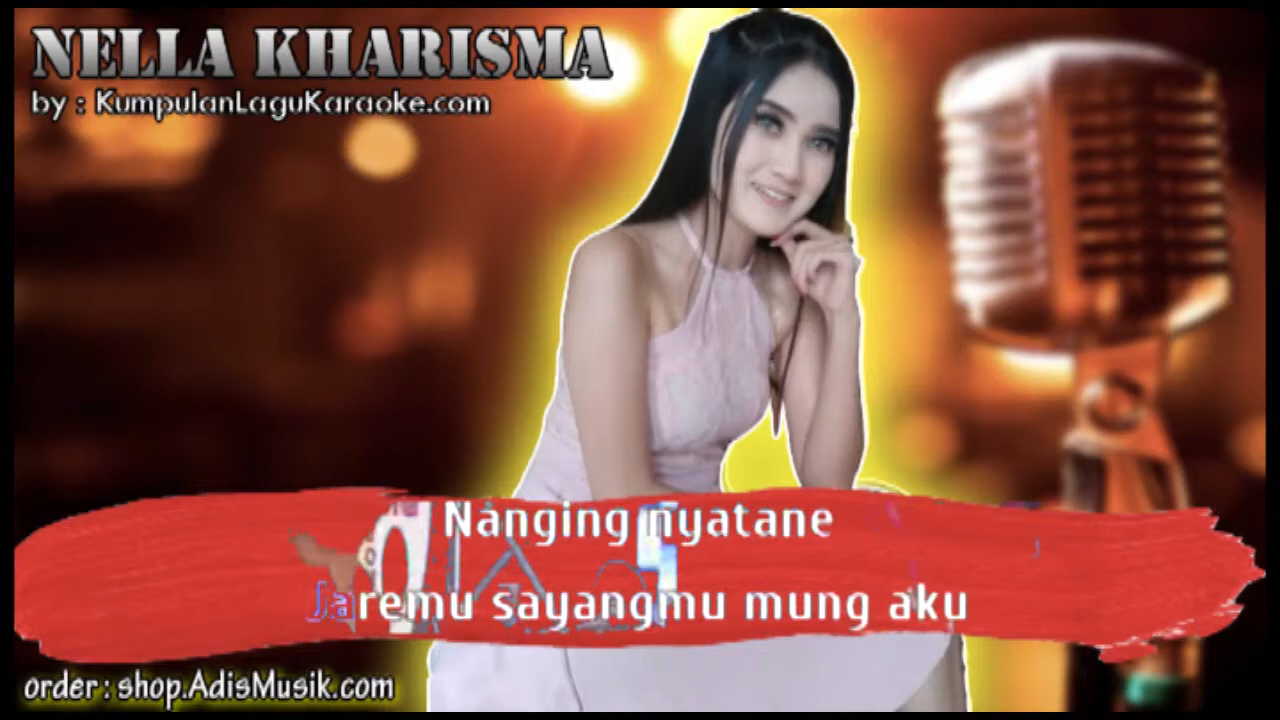 NELLA KHARISMA
by : KumpulanLaguKaraoke.com
Nanging nyatane
Jaremu sayangmu mung aku
order : shop.AdisMusik.com